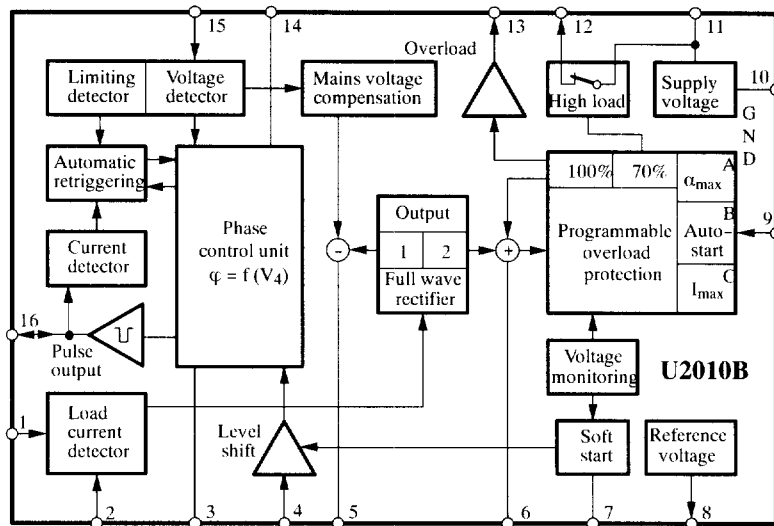 15
14
13
12
11
Overload
Limiting
detector
Voltage
detector
Mains voltage
compensation
High load
Supply
voltage
10
G
N
D
Automatic
retriggering
100%
70%
A
αmax
Phase
control unit
φ = f (V4)
Output
1
2
Full wave
rectifier
-
+
Programmable
overload
protection
B
Auto-
start
9
C
Imax
Current
detector
16
Pulse
output
Voltage
monitoring
U2010B
1
Load
current
detector
Level
shift
Soft
start
Reference
voltage
2
3
4
5
6
7
8